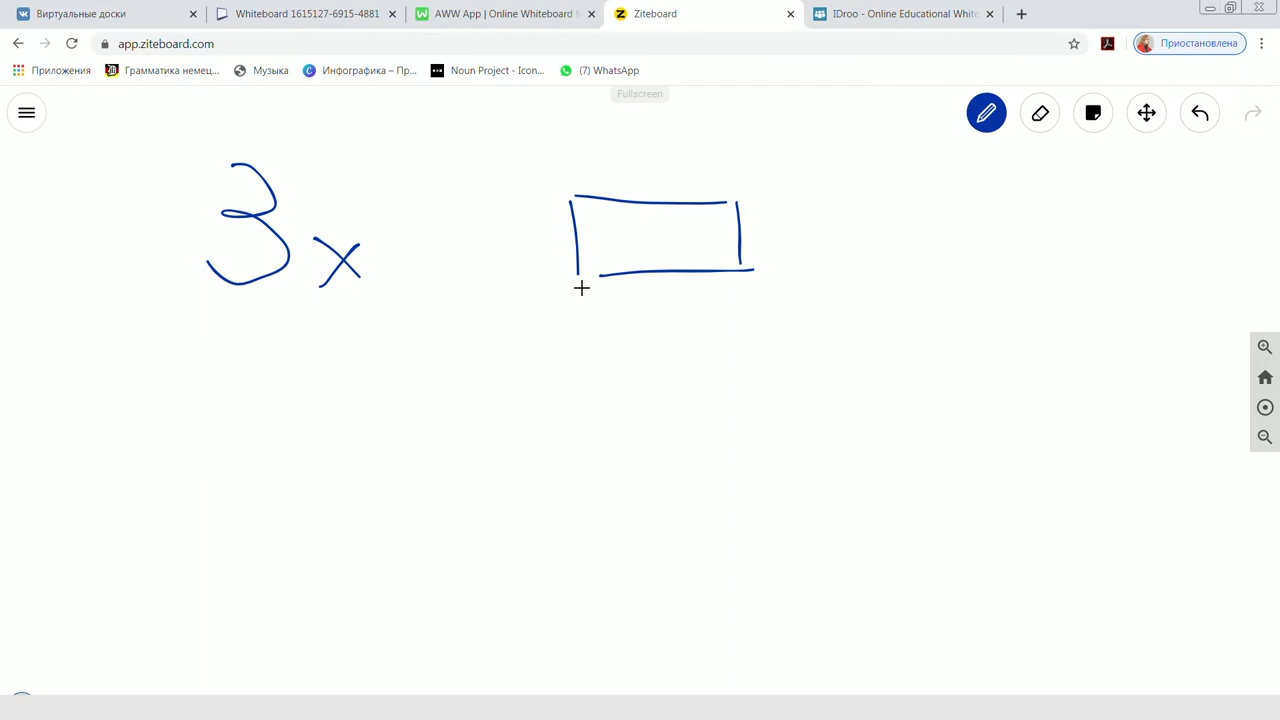 Виртуальные доски
Whiteboard 1615127-6915-4881
AWW App | Online Whiteboard
Ziteboard
IDroo - Online Educational White
app.ziteboard.com
Приостановлена
Приложения
Грамматика немец...
Музыка
Инфографика – Пр...
Noun Project - Icon...
(7) WhatsApp
Fullscreen
3x